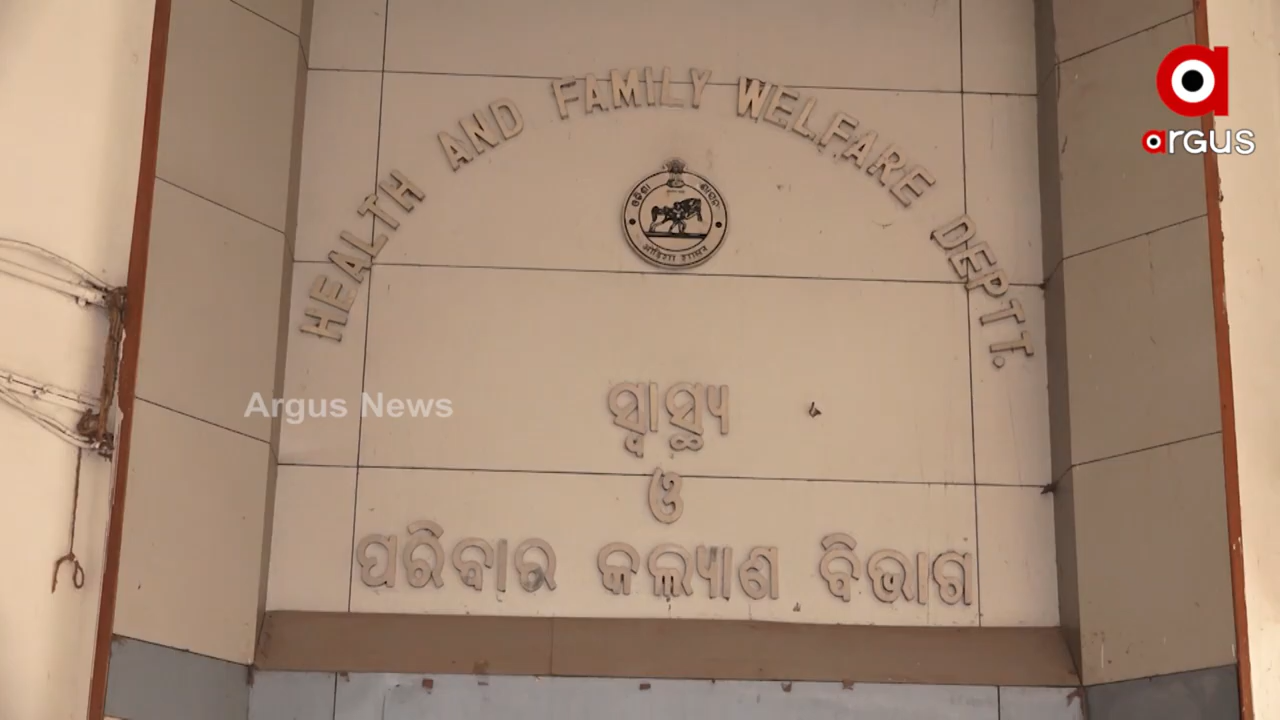 argus
HEALTH AND FAMILY WELFARE DEPTT.
ସ୍ୱାସ୍ଥ୍ୟ
ଓ
ପରିବାର କଲ୍ୟାଣ ବିଭାଗ
Argus News